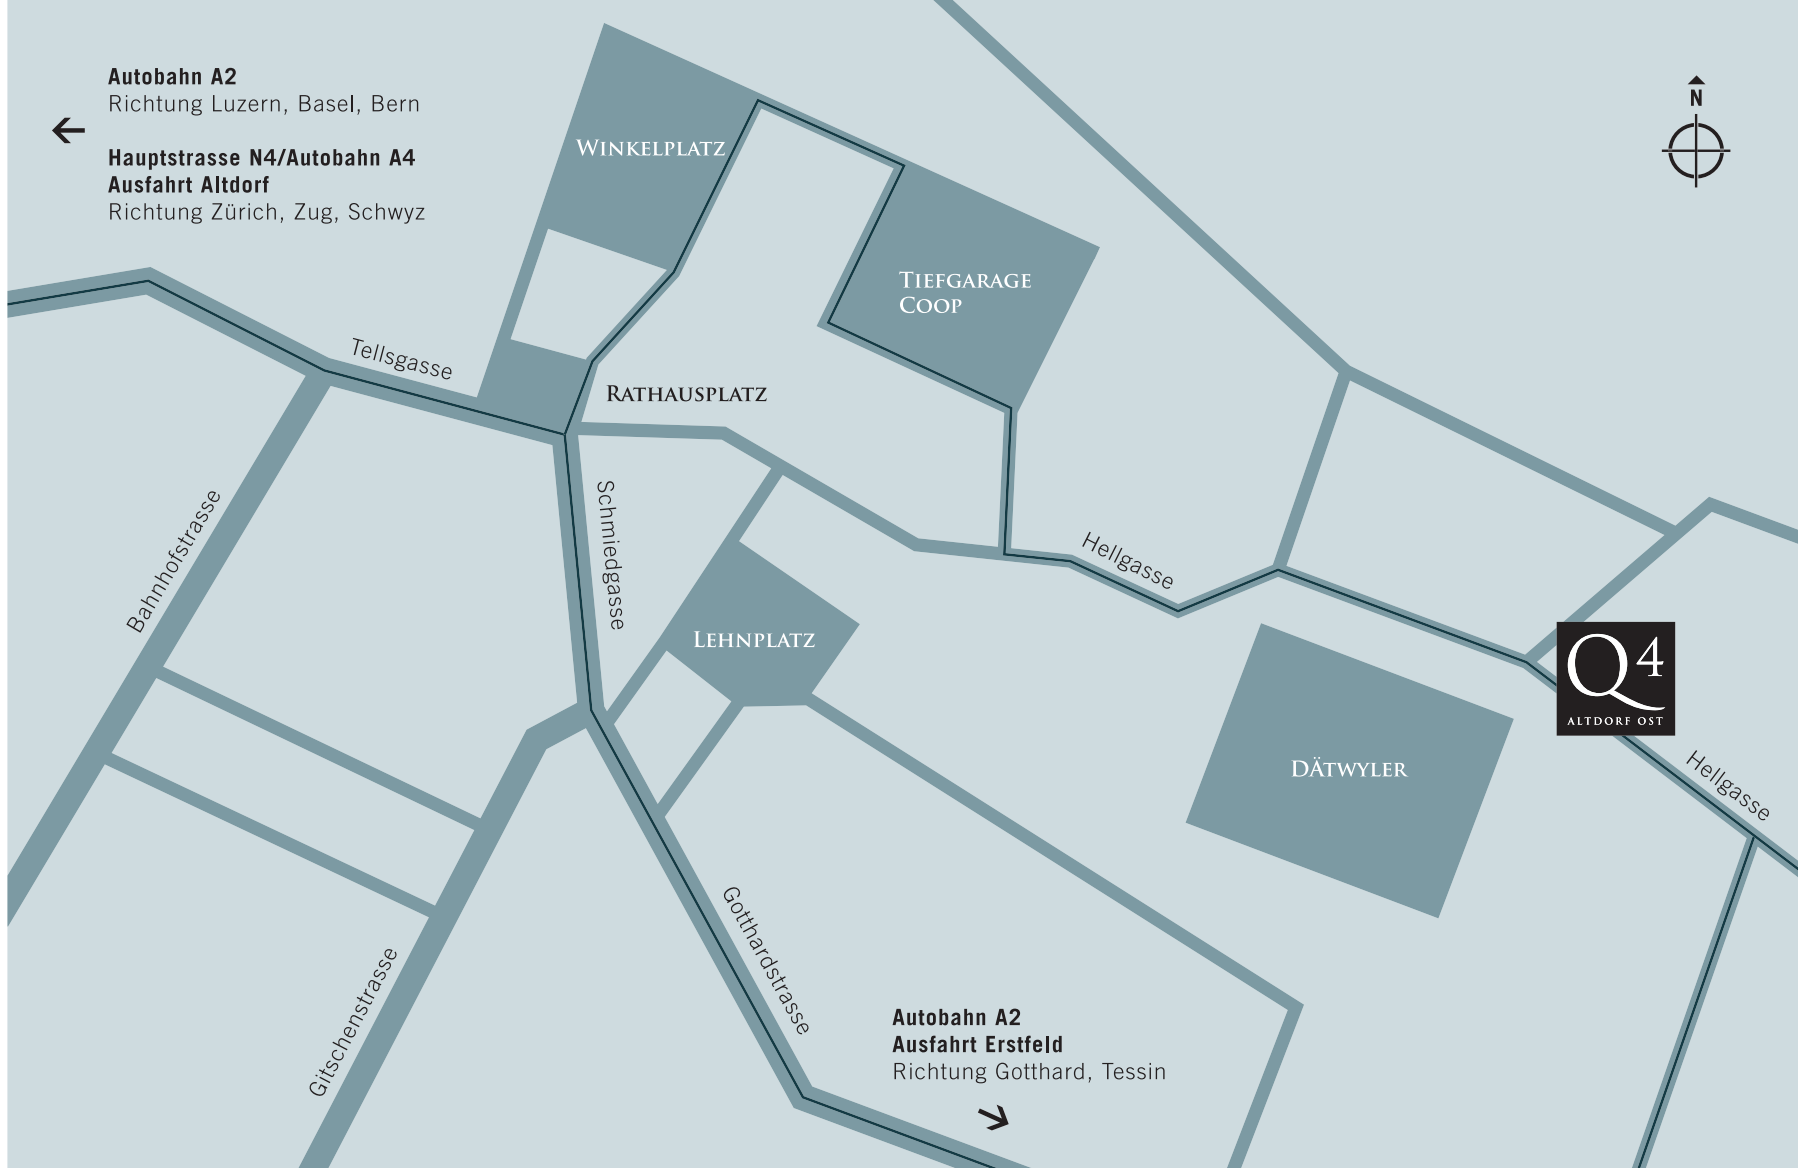 Autobahn A2
Richtung Luzern, Basel, Bern
Hauptstrasse N4/Autobahn A4
Ausfahrt Altdorf
Richtung Zürich, Zug, Schwyz
N
Winkelplatz
Tiefgarage
Coop
Tellsgasse
Rathausplatz
Bahnhofstrasse
Schmiedgasse
Hellgasse
Lehnplatz
Q4
ALTDORF OST
Dätwyler
Hellgasse
Gotthardstrasse
Gitschenstrasse
Autobahn A2
Ausfahrt Erstfeld
Richtung Gotthard, Tessin